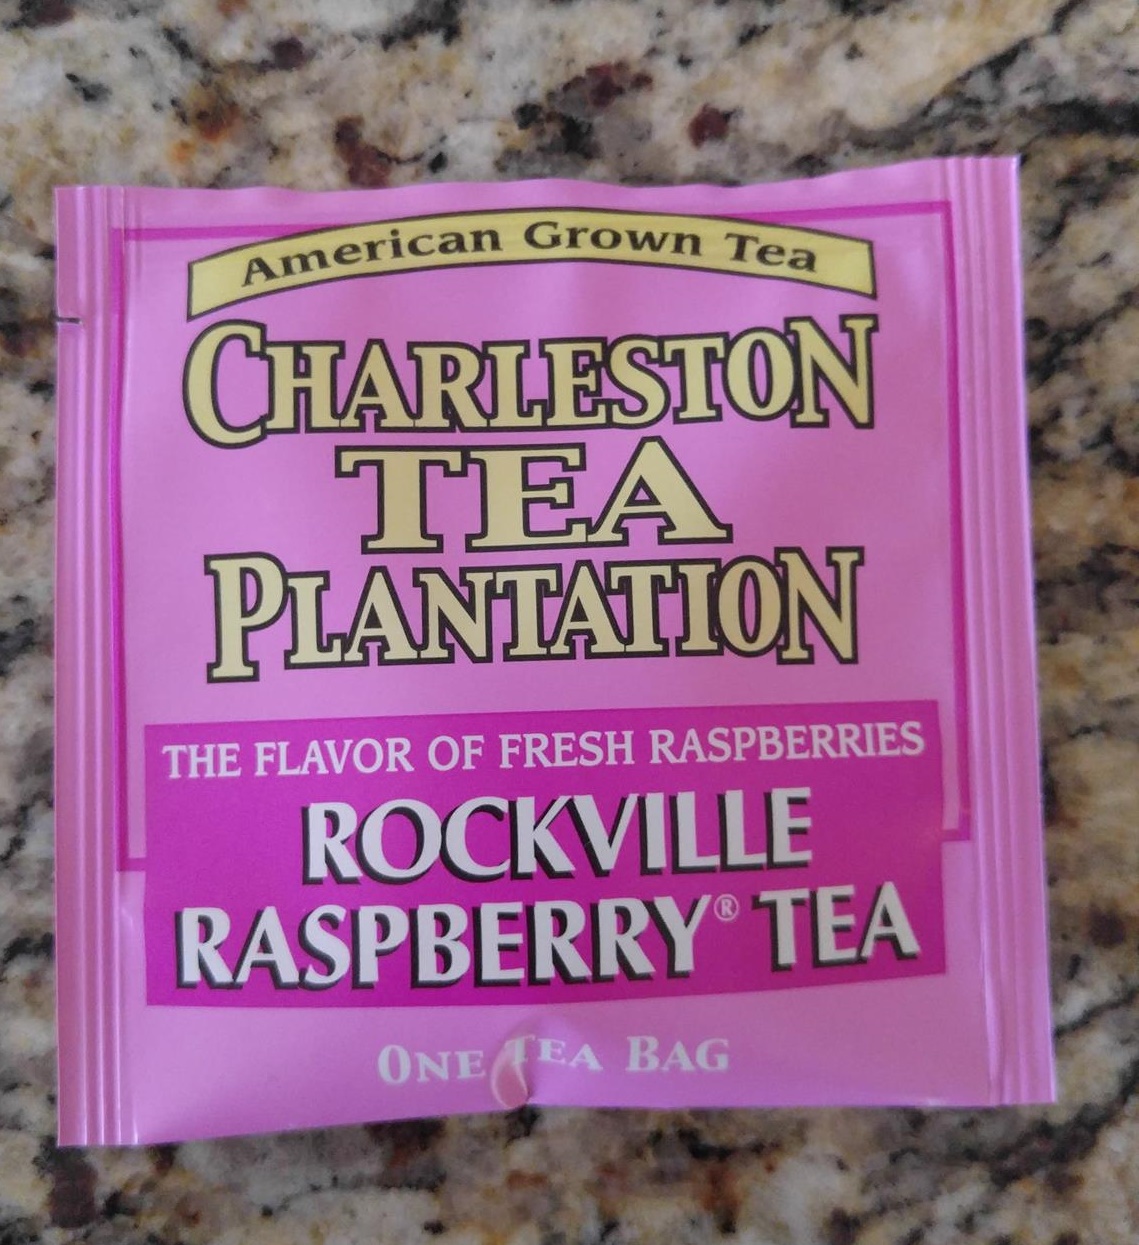 American Grown Tea
CHARLESTON
TEA
PLANTATION
THE FLAVOR OF FRESH RASPBERRIES
ROCKVILLE
RASPBERRY® TEA
ONE TEA BAG